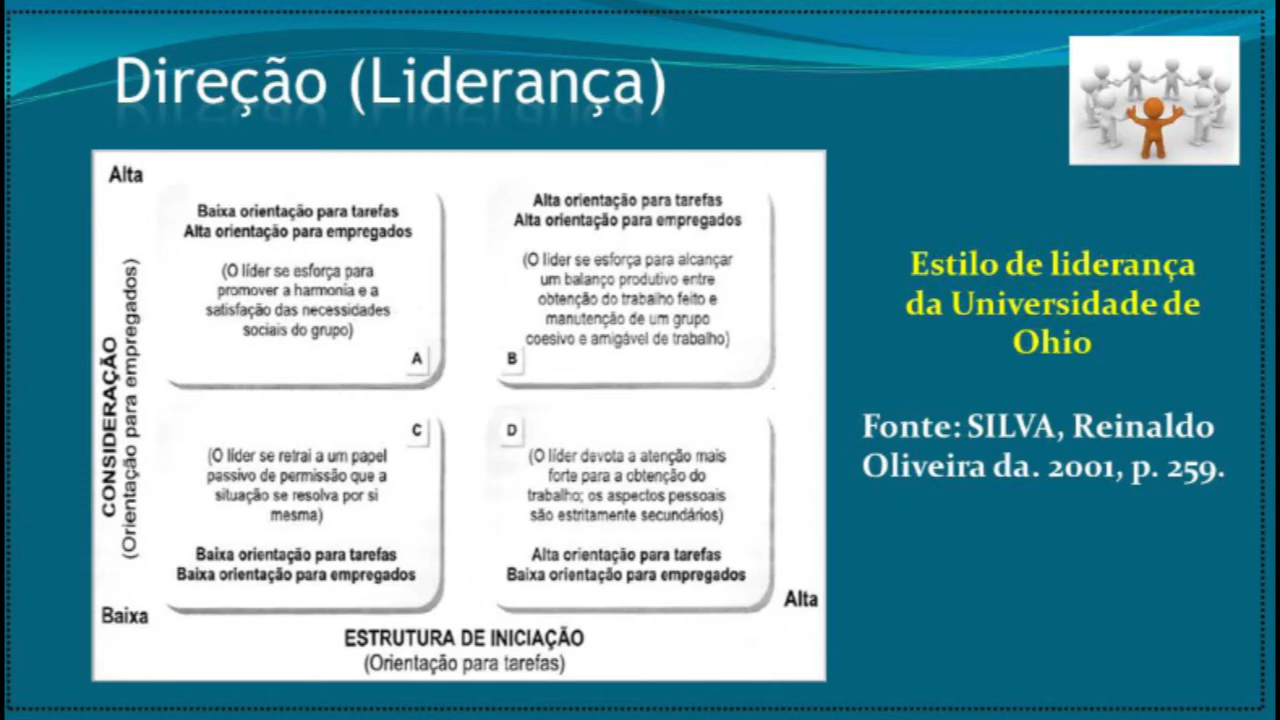 Direção (Liderança)
Alta
Baixa orientação para tarefas
Alta orientação para empregados
(O líder se esforça para
promover a harmonia e a
satisfação das necessidades
sociais do grupo)
A
Alta orientação para tarefas
Alta orientação para empregados
(O líder se esforça para alcançar
um balanço produtivo entre
obtenção do trabalho feito e
manutenção de um grupo
coesivo e amigável de trabalho)
B
CONSIDERAÇÃO
(Orientação para empregados)
C
(O líder se retrai a um papel
passivo de permissão que a
situação se resolva por si
mesma)
Baixa orientação para tarefas
Baixa orientação para empregados
D
(O líder devota a atenção mais
forte para a obtenção do
trabalho; os aspectos pessoais
são estritamente secundários)
Alta orientação para tarefas
Baixa orientação para empregados
Baixa
Alta
ESTRUTURA DE INICIAÇÃO
(Orientação para tarefas)
Estilo de liderança
da Universidade de
Ohio
Fonte: SILVA, Reinaldo
Oliveira da. 2001, p. 259.